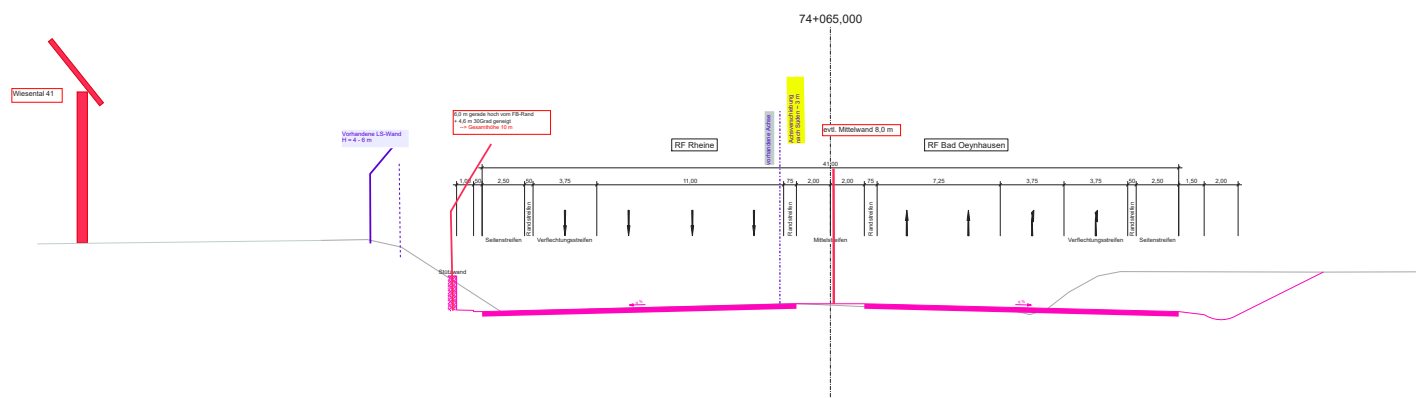 74+065,000
Wiesental 41
Vorhandene LS-Wand
H = 4 - 6 m
6,0 m gerade hoch vom FB-Rand
+ 4,6 m 30Grad geneigt
--> Gesamthöhe 10 m
vorhandene Achse
Achsverschiebung
nach Süden ~ 3 m
evtl. Mittelwand 8,0 m
RF Rheine
RF Bad Oeynhausen
41,00
1,00
50
2,50
50
3,75
11,00
75
2,00
2,00
75
7,25
3,75
3,75
50
2,50
1,50
2,00
Randstreifen
Randstreifen
Randstreifen
Randstreifen
Seitenstreifen
Verflechtungsstreifen
Mittelstreifen
Verflechtungsstreifen
Seitenstreifen
Stützwand